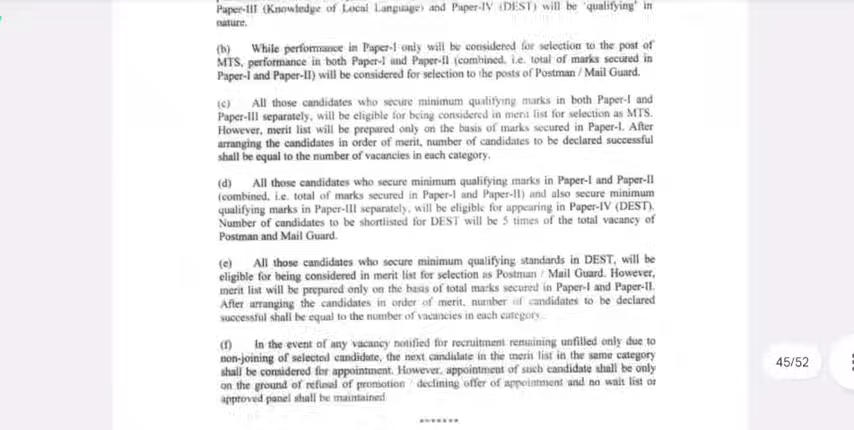 Paper-III (Knowledge of Local Language) and Paper-IV (DEST) will be 'qualifying' in
nature.
(b) While performance in Paper-I only will be considered for selection to the post of
MTS, performance in both Paper-I and Paper-II (combined, i.e. total of marks secured in
Paper-I and Paper-II) will be considered for selection to the posts of Postman / Mail Guard.
(c) All those candidates who secure minimum qualifying marks in both Paper-I and
Paper-III separately, will be eligible for being considered in merit list for selection as MTS.
However, merit list will be prepared only on the basis of marks secured in Paper-I. After
arranging the candidates in order of merit, number of candidates to be declared successful
shall be equal to the number of vacancies in each category.
(d) All those candidates who secure minimum qualifying marks in Paper-I and Paper-II
(combined, i.e. total of marks secured in Paper-I and Paper-II) and also secure minimum
qualifying marks in Paper-III separately, will be eligible for appearing in Paper-IV (DEST).
Number of candidates to be shortlisted for DEST will be 5 times of the total vacancy of
Postman and Mail Guard.
(e) All those candidates who secure minimum qualifying standards in DEST, will be
eligible for being considered in merit list for selection as Postman / Mail Guard. However,
merit list will be prepared only on the basis of total marks secured in Paper-I and Paper-II.
After arranging the candidates in order of merit, number of candidates to be declared
successful shall be equal to the number of vacancies in each category.
(f) In the event of any vacancy notified for recruitment remaining unfilled only due to
non-joining of selected candidate, the next candidate in the merit list in the same category
shall be considered for appointment. However, appointment of such candidate shall be only
on the ground of refusal of promotion / declining offer of appointment and no wait list or
approved panel shall be maintained
*******
45/52